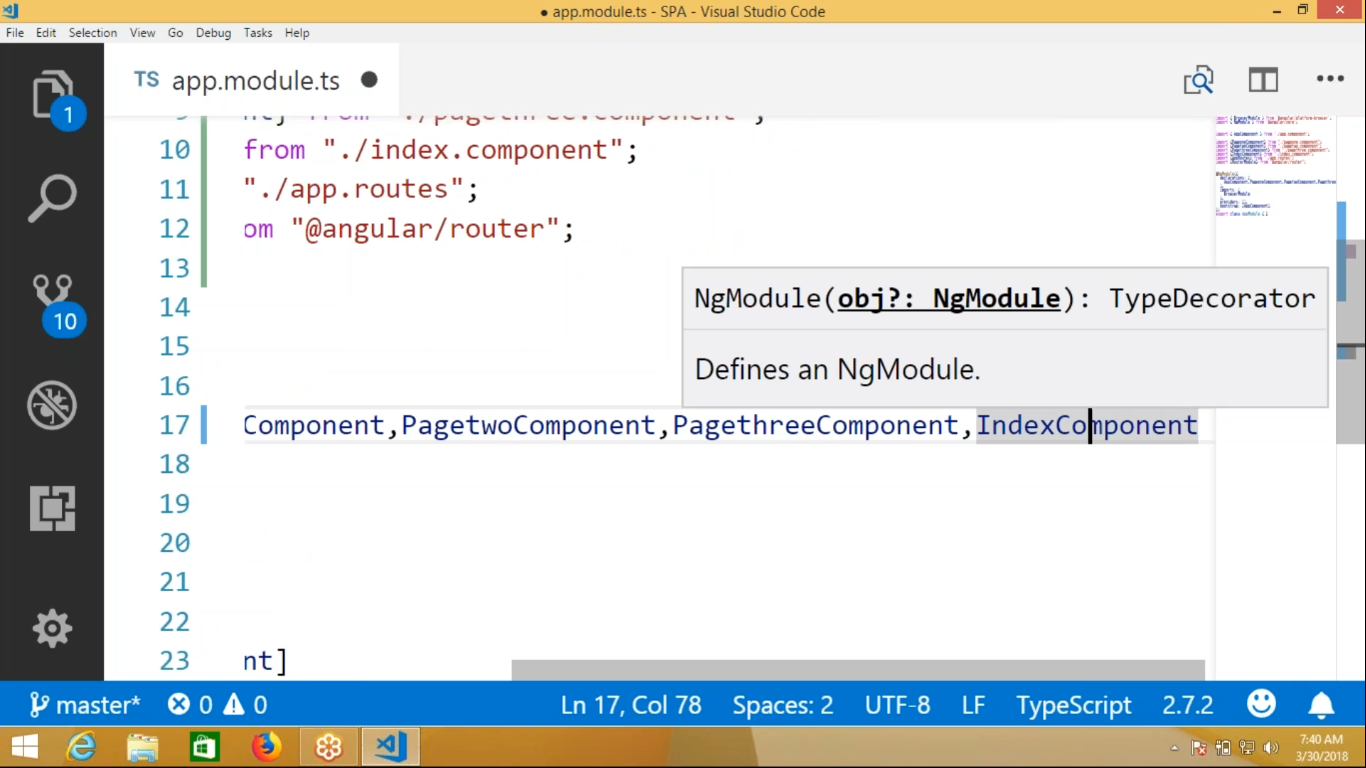 ● app.module.ts - SPA - Visual Studio Code
File Edit Selection View Go Debug Tasks Help
TS app.module.ts ●
1
10 from "./index.component";
11 "./app.routes";
12 om "@angular/router";
13
14
15
16
17 Component,PagetwoComponent,PagethreeComponent,IndexComponent
18
19
20
21
22
23 nt]
NgModule(obj?: NgModule): TypeDecorator
Defines an NgModule.
10
master* 0 0 Ln 17, Col 78 Spaces: 2 UTF-8 LF TypeScript 2.7.2
7:40 AM
3/30/2018